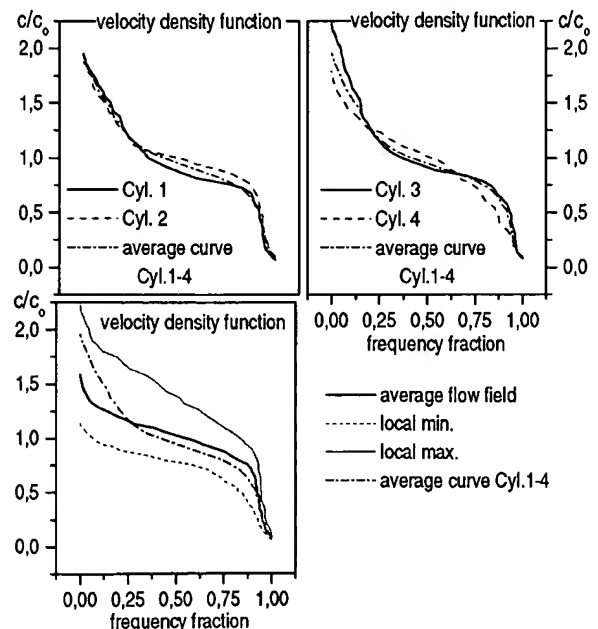 c/c₀ velocity density function
2,0
1,5
1,0
0,5
0,0
Cyl. 1
Cyl. 2
average curve
Cyl.1-4
velocity density function c/c₀
2,0
1,5
1,0
0,5
0,0
Cyl. 3
Cyl. 4
average curve
Cyl.1-4
0,00 0,25 0,50 0,75 1,00
frequency fraction
c/c₀
velocity density function
2,0
1,5
1,0
0,5
0,0
0,00 0,25 0,50 0,75 1,00
frequency fraction
average flow field
local min.
local max.
average curve Cyl.1-4